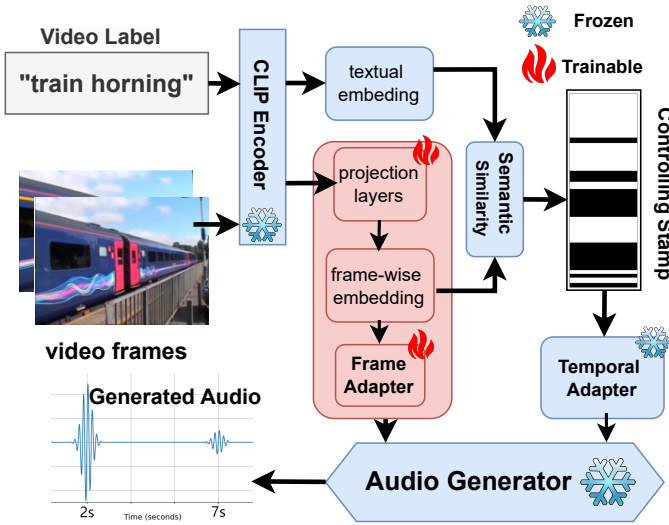 Video Label
"train horning"
CLIP Encoder
textual
embeding
Frozen
Trainable
projection
layers
frame-wise
embedding
Frame
Adapter
Semantic
Similarity
Controlling Stamp
Temporal
Adapter
video frames
Generated Audio
2s
7s
Time (seconds)
Audio Generator